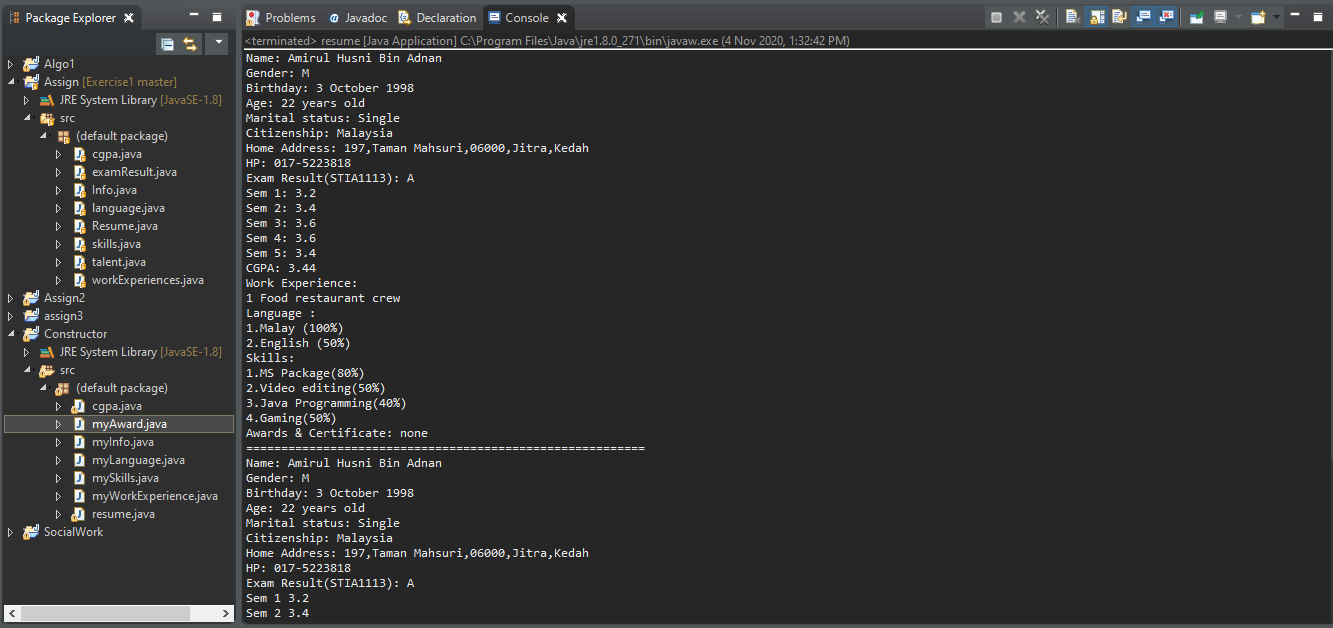 Package Explorer
Algo1
Assign [Exercise1 master]
JRE System Library [JavaSE-1.8]
src
(default package)
cgpa.java
examResult.java
Info.java
language.java
Resume.java
skills.java
talent.java
workExperiences.java
Assign2
assign3
Constructor
JRE System Library [JavaSE-1.8]
src
(default package)
cgpa.java
myAward.java
myInfo.java
myLanguage.java
mySkills.java
myWorkExperience.java
resume.java
SocialWork
Problems @ Javadoc Declaration Console
<terminated> resume [Java Application] C:\Program Files\Java\jre1.8.0_271\bin\javaw.exe (4 Nov 2020, 1:32:42 PM)
Name: Amirul Husni Bin Adnan
Gender: M
Birthday: 3 October 1998
Age: 22 years old
Marital status: Single
Citizenship: Malaysia
Home Address: 197,Taman Mahsuri,06000,Jitra,Kedah
HP: 017-5223818
Exam Result(STIA1113): A
Sem 1: 3.2
Sem 2: 3.4
Sem 3: 3.6
Sem 4: 3.6
Sem 5: 3.4
CGPA: 3.44
Work Experience:
1 Food restaurant crew
Language :
1.Malay (100%)
2.English (50%)
Skills:
1.MS Package(80%)
2.Video editing(50%)
3.Java Programming(40%)
4.Gaming(50%)
Awards & Certificate: none
=========================================================
Name: Amirul Husni Bin Adnan
Gender: M
Birthday: 3 October 1998
Age: 22 years old
Marital status: Single
Citizenship: Malaysia
Home Address: 197,Taman Mahsuri,06000,Jitra,Kedah
HP: 017-5223818
Exam Result(STIA1113): A
Sem 1 3.2
Sem 2 3.4